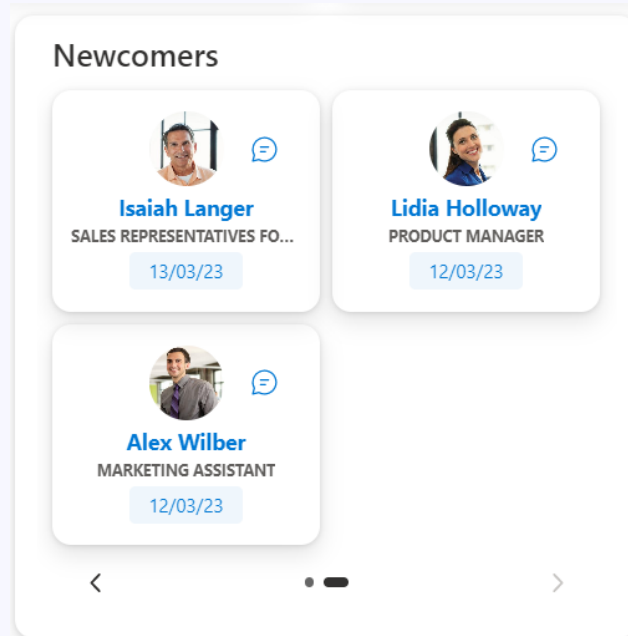 Newcomers
Isaiah Langer
SALES REPRESENTATIVES FO...
13/03/23
Lidia Holloway
PRODUCT MANAGER
12/03/23
Alex Wilber
MARKETING ASSISTANT
12/03/23